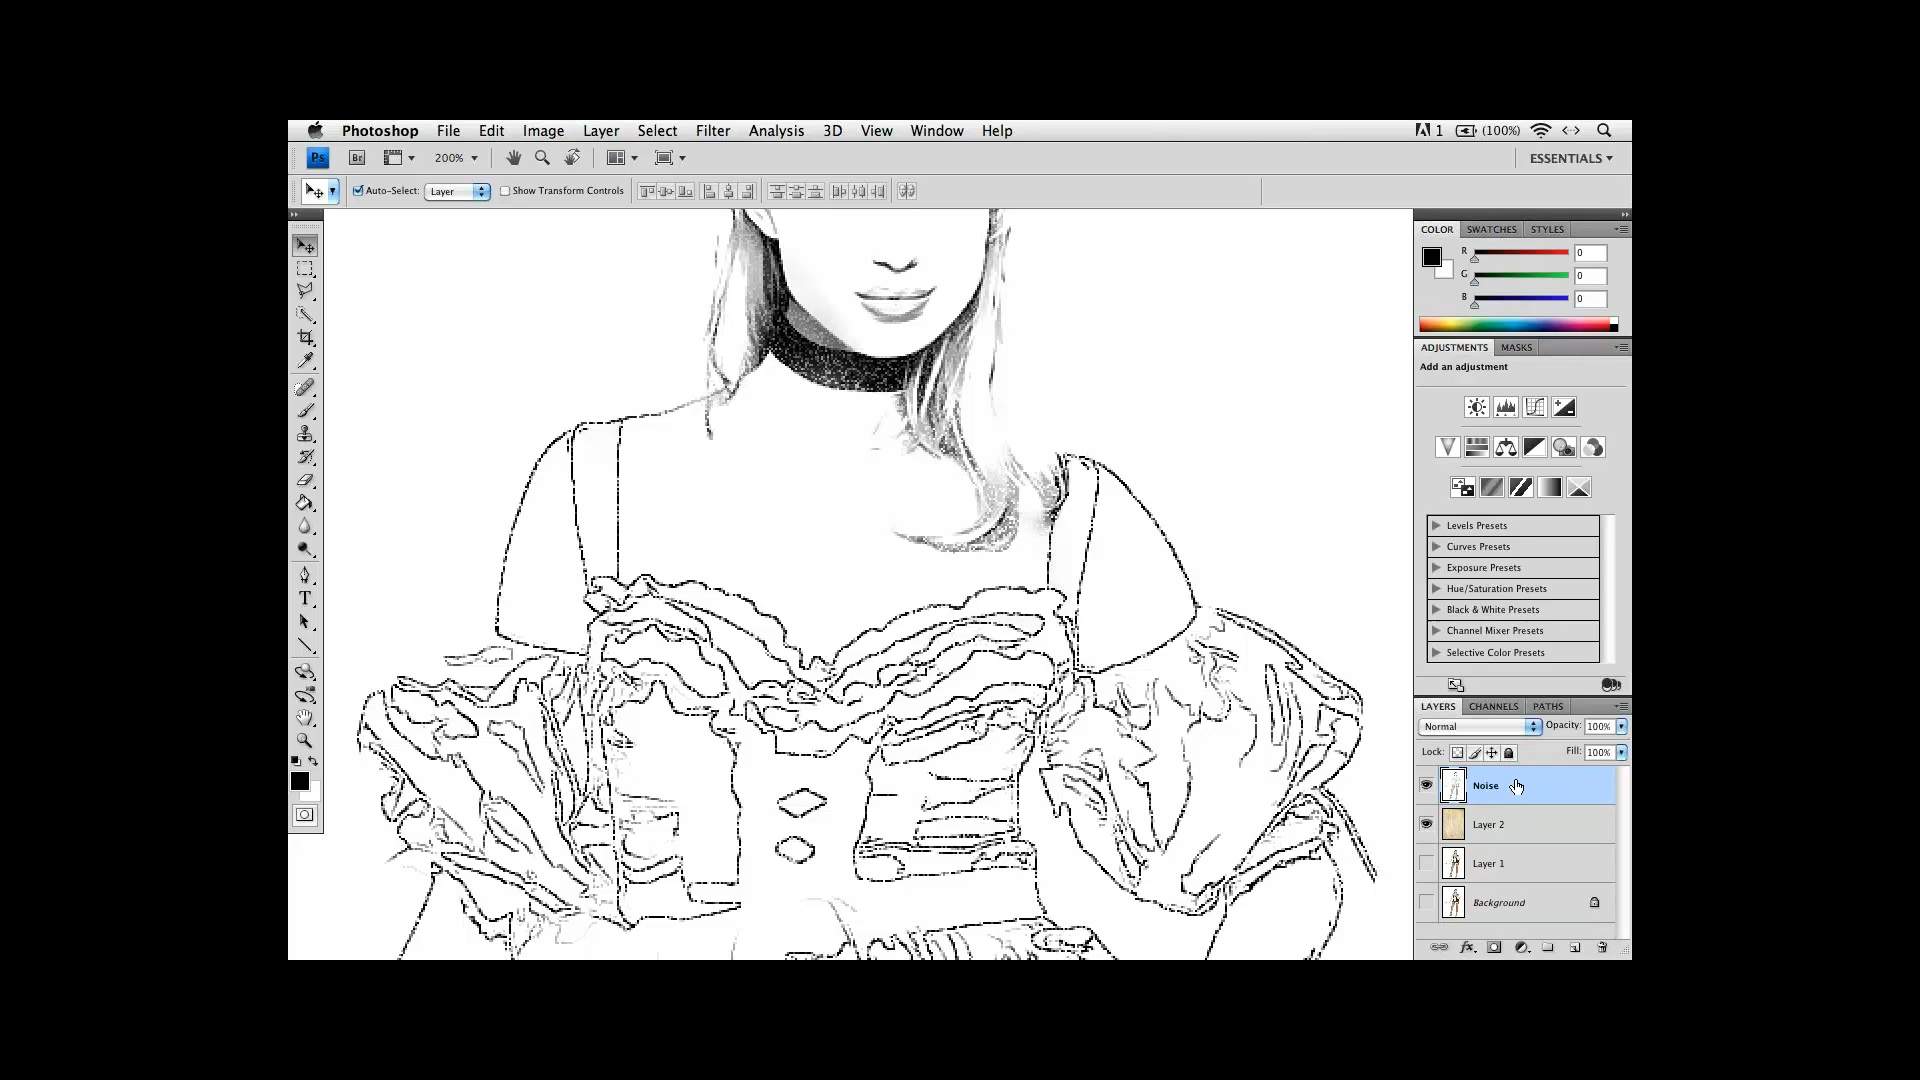 Photoshop File Edit Image Layer Select Filter Analysis 3D View Window Help 1 (100%)
Ps Br 200% ESSENTIALS
Auto-Select: Layer Show Transform Controls
COLOR SWATCHES STYLES
R 0
G 0
B 0
ADJUSTMENTS MASKS
Add an adjustment
Levels Presets
Curves Presets
Exposure Presets
Hue/Saturation Presets
Black & White Presets
Channel Mixer Presets
Selective Color Presets
LAYERS CHANNELS PATHS
Normal Opacity: 100%
Lock: Fill: 100%
Noise
Layer 2
Layer 1
Background
fx